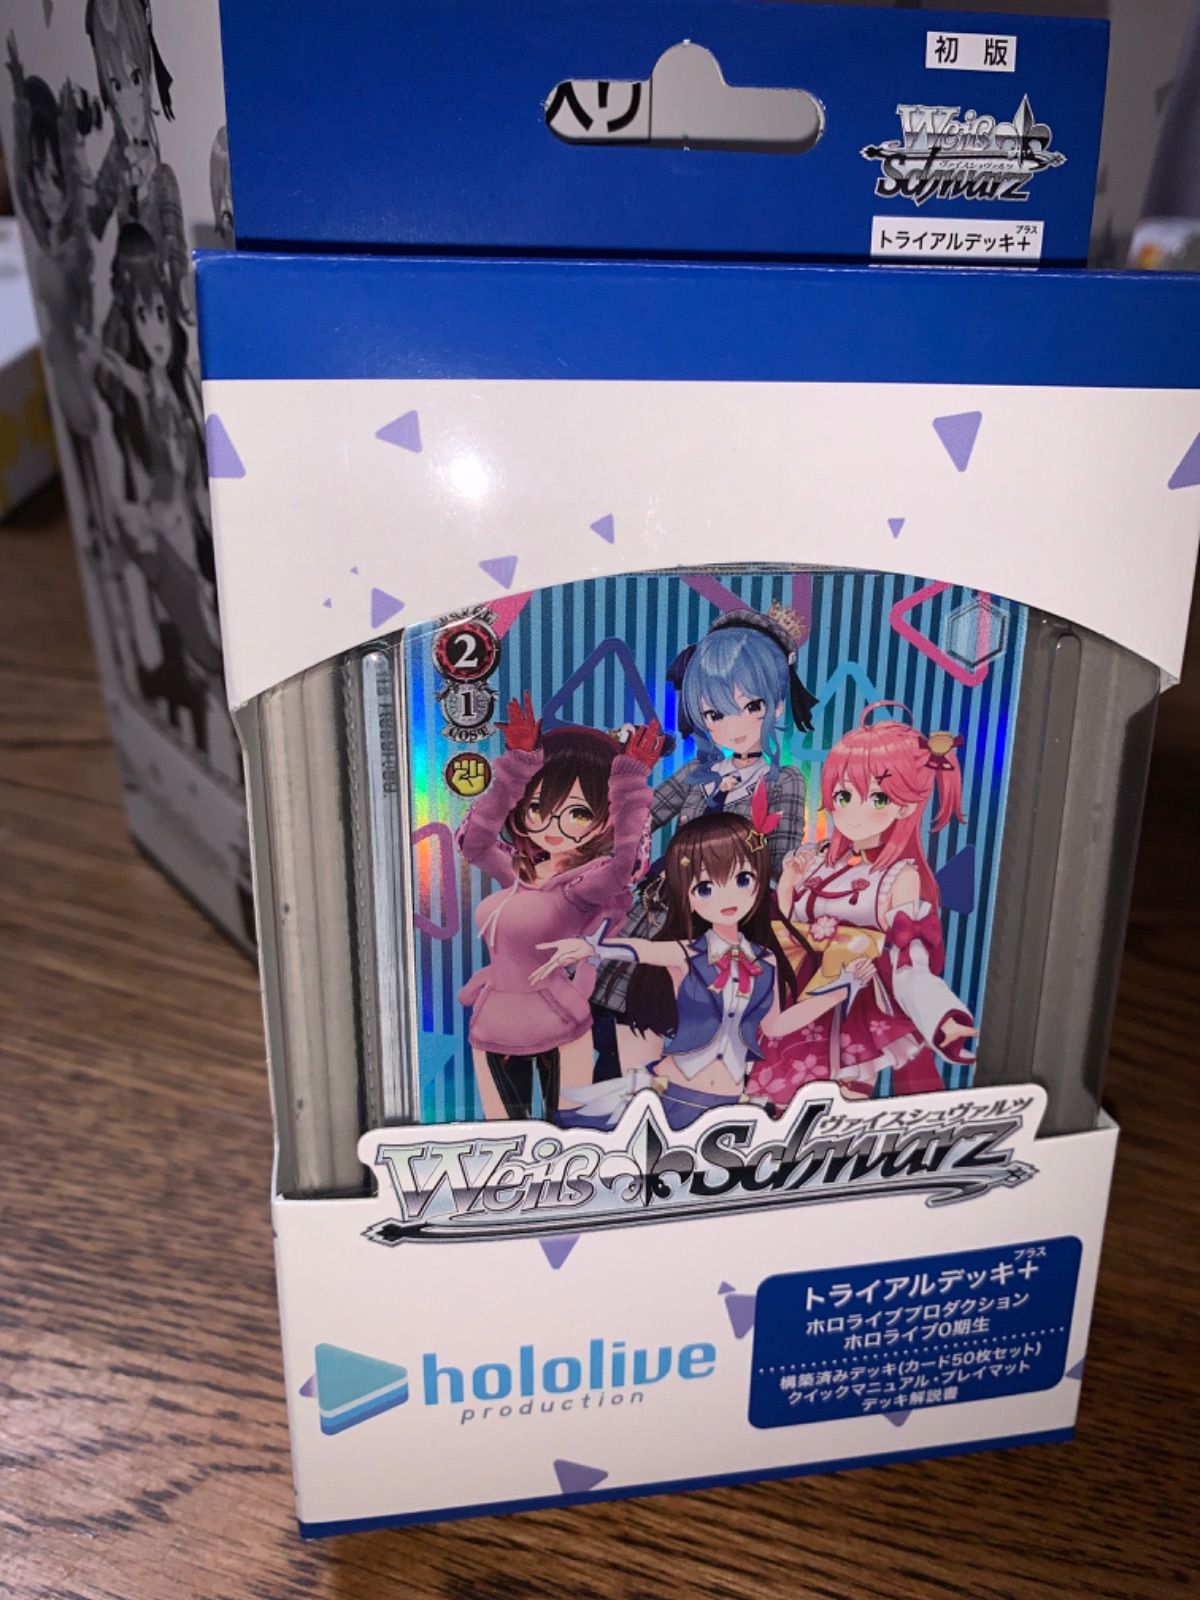 入り
初版
Weiß Schwarz
ヴァイスシュヴァルツ
プラス
トライアルデッキ+
2
1
COST
ヴァイスシュヴァルツ
Weiß Schwarz
hololive
production
プラス
トライアルデッキ+
ホロライブプロダクション
ホロライブ0期生
構築済みデッキ(カード50枚セット)
クイックマニュアル・プレイマット
デッキ解説書